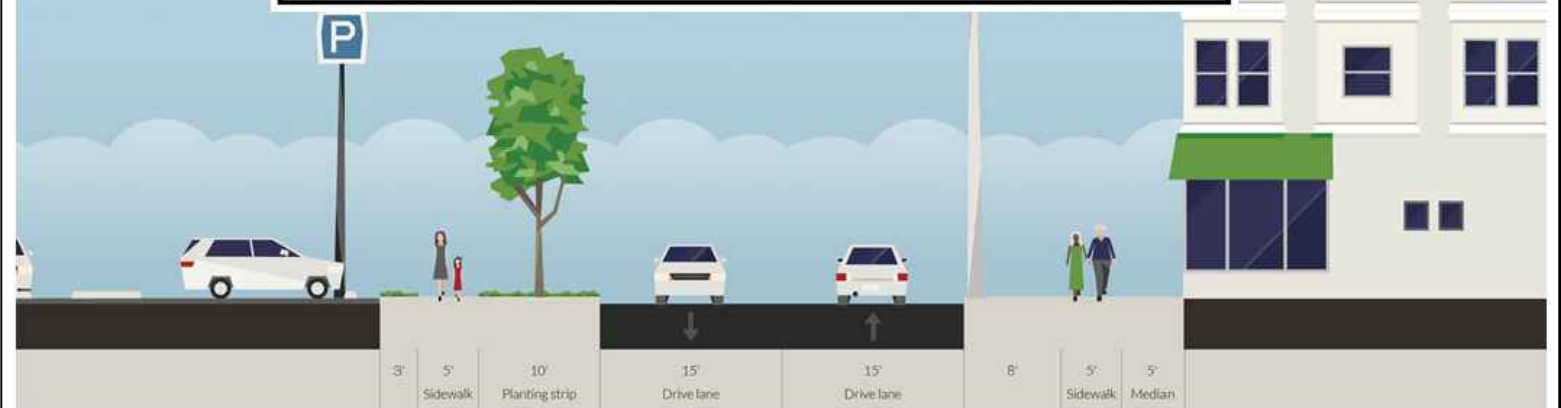 P
3' 5' 10' 15' 15' 8' 5' 5'
Sidewalk Planting strip Drive lane Drive lane Sidewalk Median